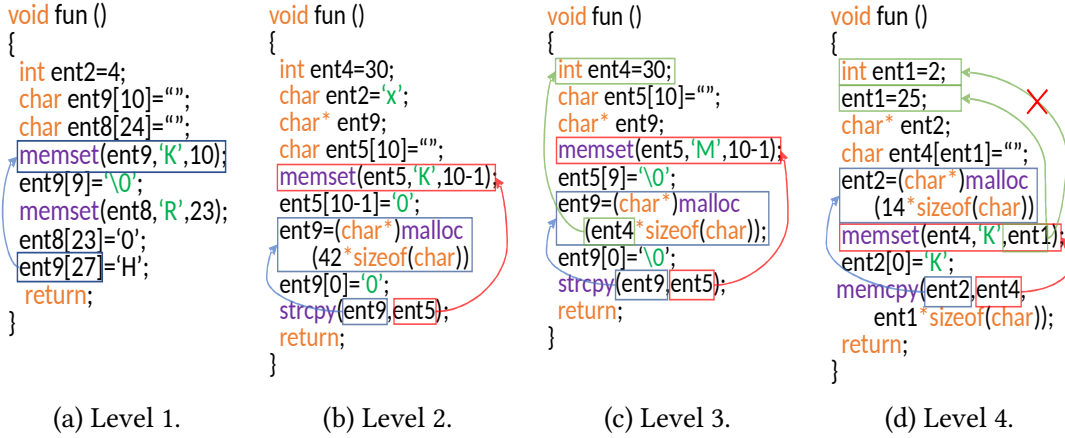 void fun ()
{
int ent2=4;
char ent9[10]=“”;
char ent8[24]=“”;
memset(ent9,‘K’,10);
ent9[9]=‘\0’;
memset(ent8,‘R’,23);
ent8[23]=‘0’;
ent9[27]=‘H’;
return;
}
(a) Level 1.
void fun ()
{
int ent4=30;
char ent2=‘x’;
char* ent9;
char ent5[10]=“”;
memset(ent5,‘K’,10-1);
ent5[10-1]=‘0’;
ent9=(char*)malloc
(42*sizeof(char))
ent9[0]=‘0’;
strcpy(ent9,ent5);
return;
}
(b) Level 2.
void fun ()
{
int ent4=30;
char ent5[10]=“”;
char* ent9;
memset(ent5,‘M’,10-1);
ent5[9]=‘\0’;
ent9=(char*)malloc
(ent4*sizeof(char));
ent9[0]=‘\0’;
strcpy(ent9,ent5);
return;
}
(c) Level 3.
void fun ()
{
int ent1=2;
ent1=25;
char* ent2;
char ent4[ent1]=“”;
ent2=(char*)malloc
(14*sizeof(char))
memset(ent4,‘K’,ent1);
ent2[0]=‘K’;
memcpy(ent2,ent4,
ent1*sizeof(char));
return;
}
(d) Level 4.